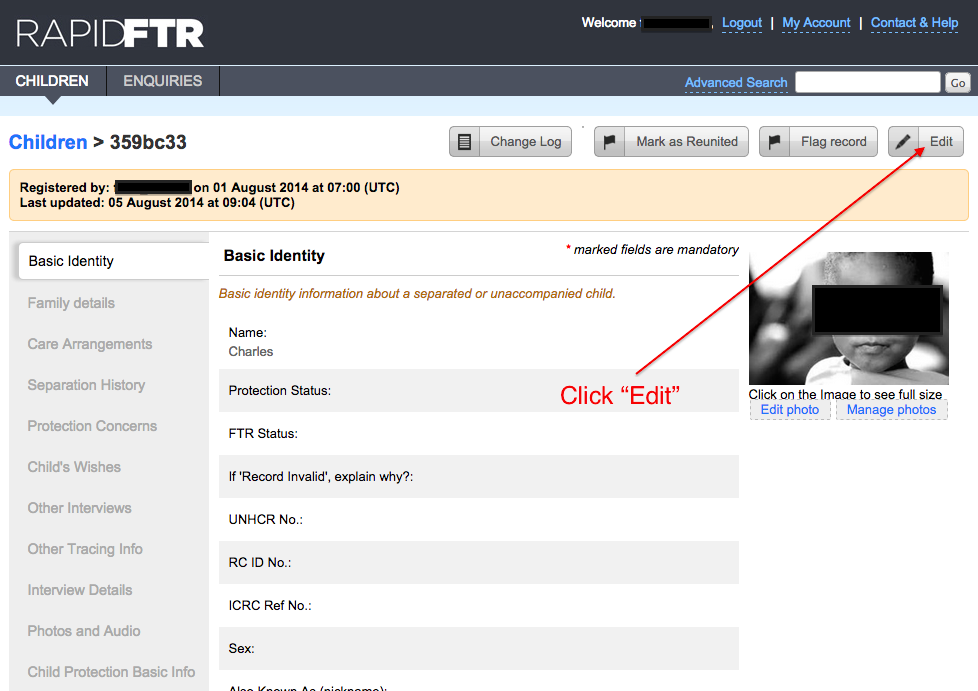 RAPIDFTR
Welcome , Logout | My Account | Contact & Help
CHILDREN ENQUIRIES
Advanced Search Go
Children > 359bc33
Change Log Mark as Reunited Flag record Edit
Registered by: on 01 August 2014 at 07:00 (UTC)
Last updated: 05 August 2014 at 09:04 (UTC)
Basic Identity
Family details
Care Arrangements
Separation History
Protection Concerns
Child's Wishes
Other Interviews
Other Tracing Info
Interview Details
Photos and Audio
Child Protection Basic Info
Basic Identity
* marked fields are mandatory
Basic identity information about a separated or unaccompanied child.
Name:
Charles
Protection Status:
FTR Status:
If 'Record Invalid', explain why?:
UNHCR No.:
RC ID No.:
ICRC Ref No.:
Sex:
Also Known As (nickname):
Click “Edit”
Click on the Image to see full size
Edit photo Manage photos